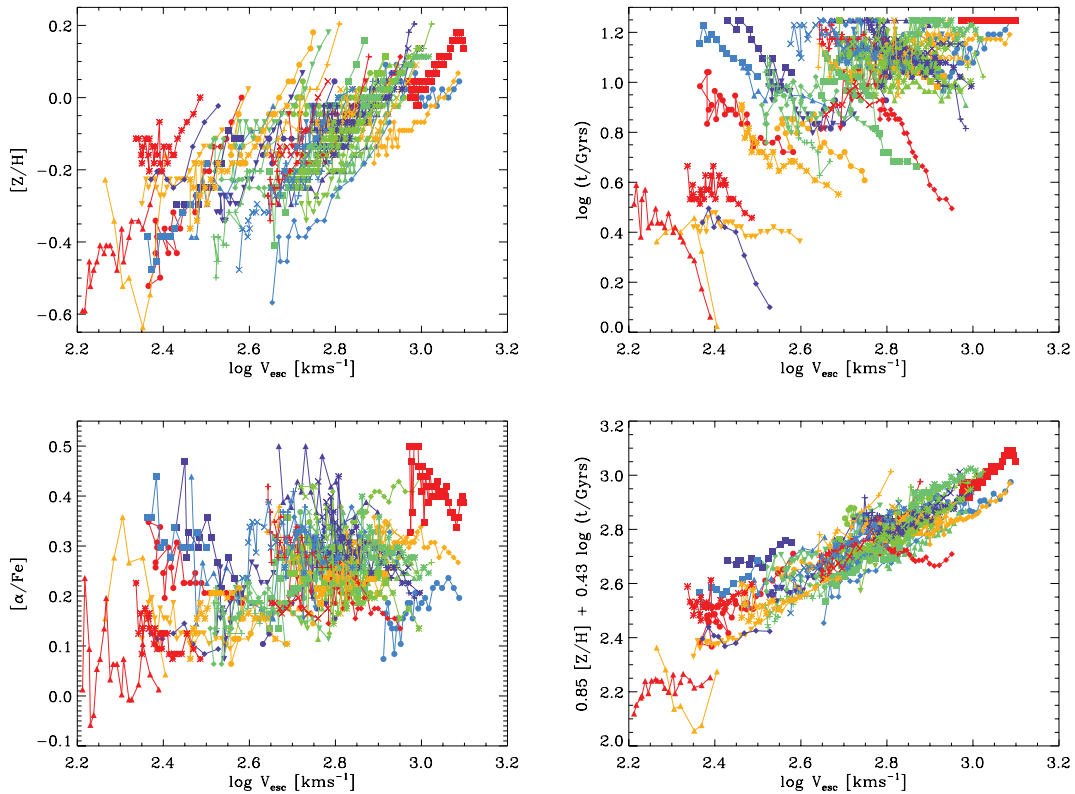 [Z/H]
0.2
0.0
−0.2
−0.4
−0.6
2.2 2.4 2.6 2.8 3.0 3.2
log V_esc [kms⁻¹]
log (t/Gyrs)
1.2
1.0
0.8
0.6
0.4
0.2
0.0
2.2 2.4 2.6 2.8 3.0 3.2
log V_esc [kms⁻¹]
[α/Fe]
0.5
0.4
0.3
0.2
0.1
0.0
−0.1
2.2 2.4 2.6 2.8 3.0 3.2
log V_esc [kms⁻¹]
0.85 [Z/H] + 0.43 log (t/Gyrs)
3.2
3.0
2.8
2.6
2.4
2.2
2.0
2.2 2.4 2.6 2.8 3.0 3.2
log V_esc [kms⁻¹]